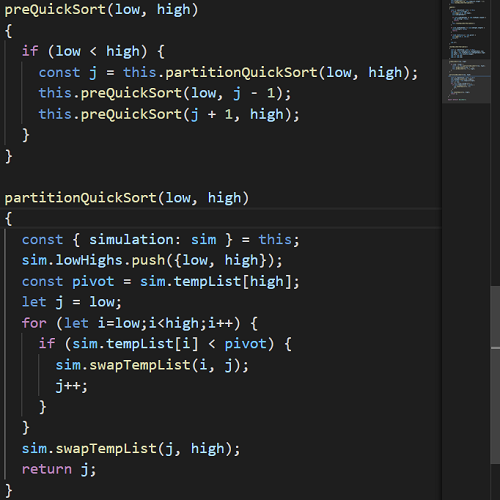 preQuickSort(low, high)
{
  if (low < high) {
    const j = this.partitionQuickSort(low, high);
    this.preQuickSort(low, j - 1);
    this.preQuickSort(j + 1, high);
  }
}

partitionQuickSort(low, high)
{
  const { simulation: sim } = this;
  sim.lowHighs.push({low, high});
  const pivot = sim.tempList[high];
  let j = low;
  for (let i=low;i<high;i++) {
    if (sim.tempList[i] < pivot) {
      sim.swapTempList(i, j);
      j++;
    }
  }
  sim.swapTempList(j, high);
  return j;
}